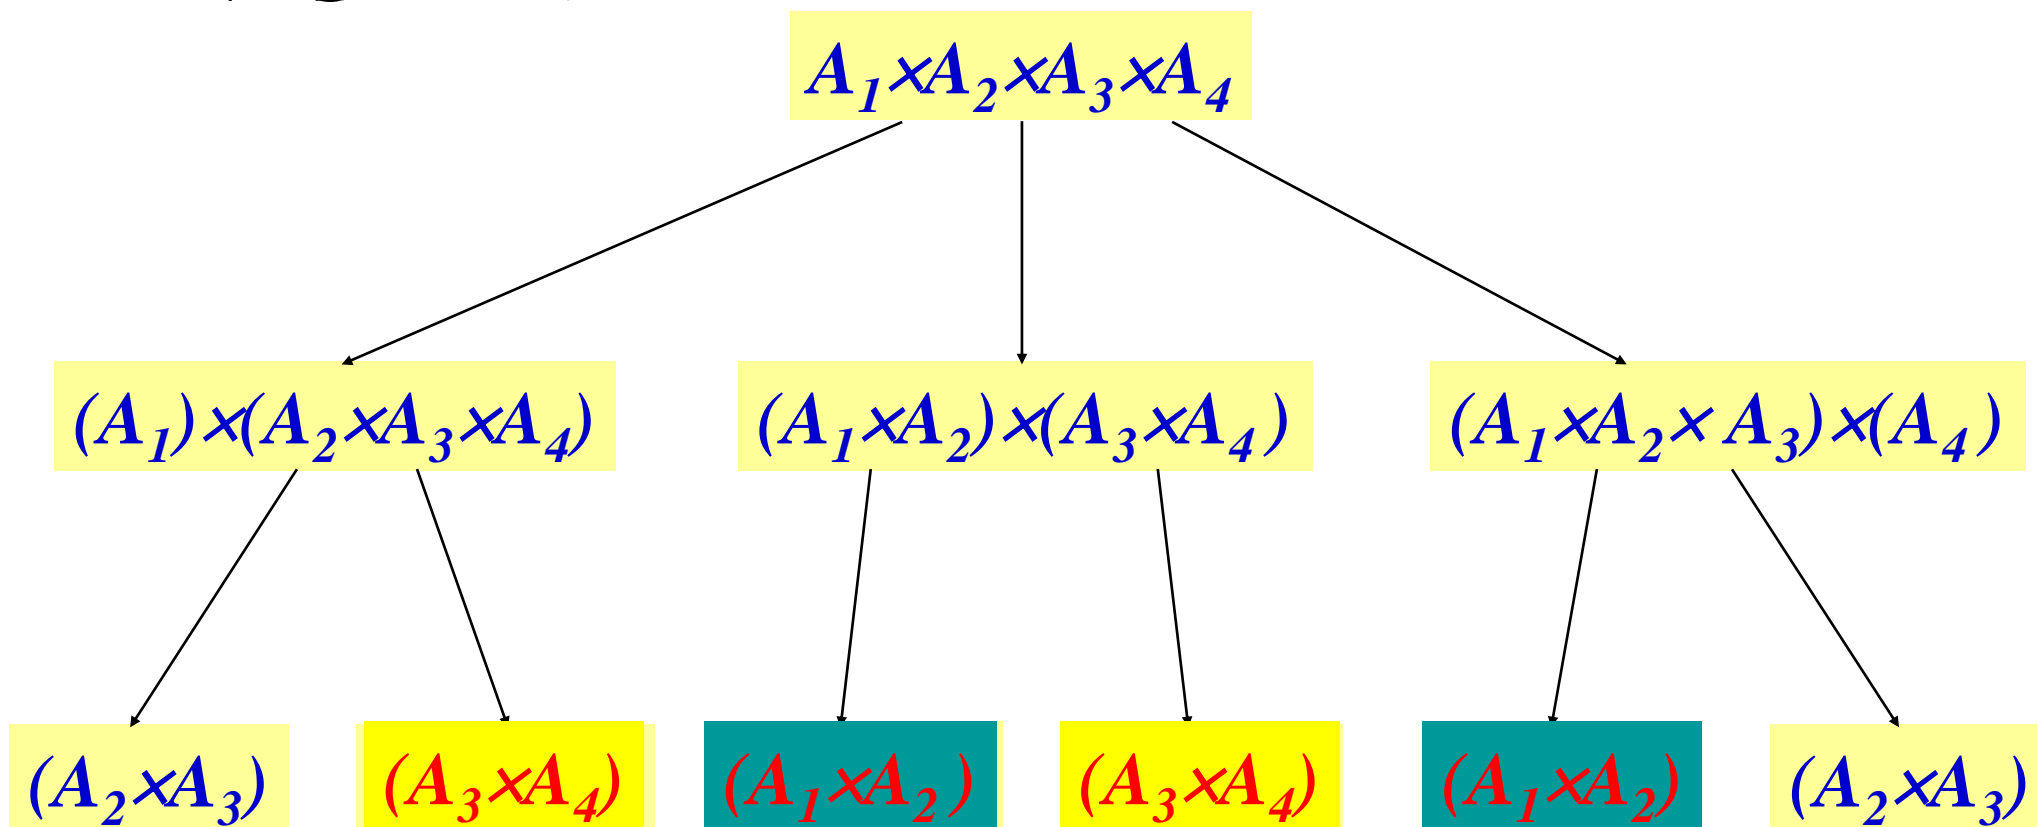 A₁×A₂×A₃×A₄
(A₁)×(A₂×A₃×A₄)
(A₁×A₂)×(A₃×A₄ )
(A₁×A₂× A₃)×(A₄ )
(A₂×A₃)
(A₃×A₄)
(A₁×A₂ )
(A₃×A₄)
(A₁×A₂)
(A₂×A₃)